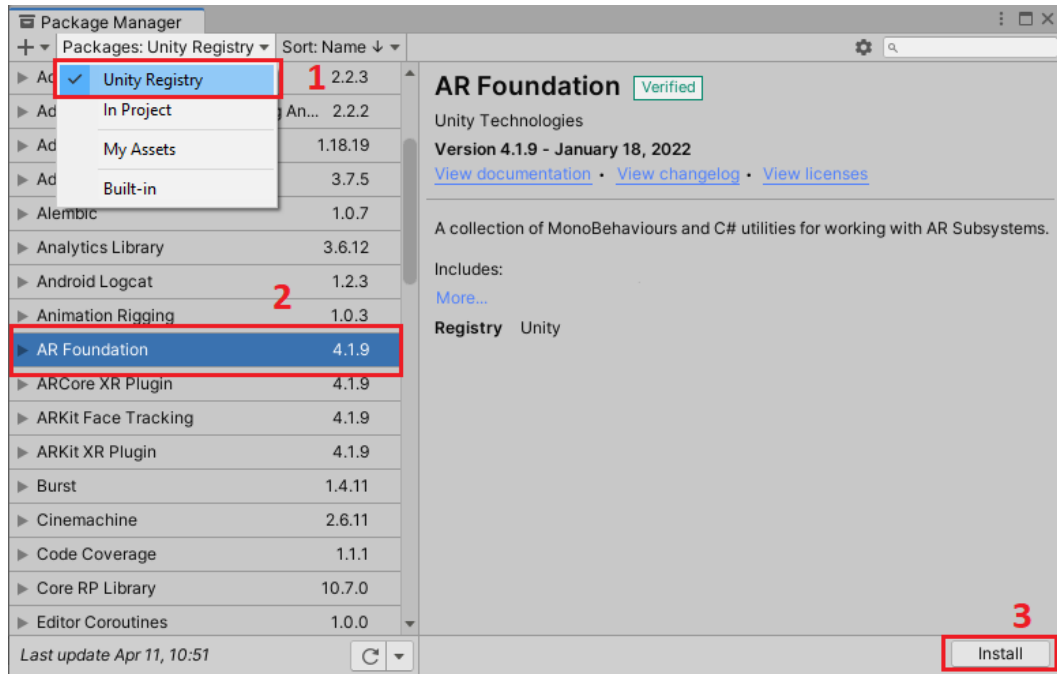 Package Manager
Packages: Unity Registry Sort: Name ↓
1
Unity Registry
In Project
My Assets
Built-in
Ad 2.2.3
Ad g An... 2.2.2
Ad 1.18.19
Ad 3.7.5
Alembic 1.0.7
Analytics Library 3.6.12
Android Logcat 1.2.3
2
Animation Rigging 1.0.3
AR Foundation 4.1.9
ARCore XR Plugin 4.1.9
ARKit Face Tracking 4.1.9
ARKit XR Plugin 4.1.9
Burst 1.4.11
Cinemachine 2.6.11
Code Coverage 1.1.1
Core RP Library 10.7.0
Editor Coroutines 1.0.0
Last update Apr 11, 10:51
AR Foundation Verified
Unity Technologies
Version 4.1.9 - January 18, 2022
View documentation • View changelog • View licenses
A collection of MonoBehaviours and C# utilities for working with AR Subsystems.
Includes:
More...
Registry Unity
3
Install